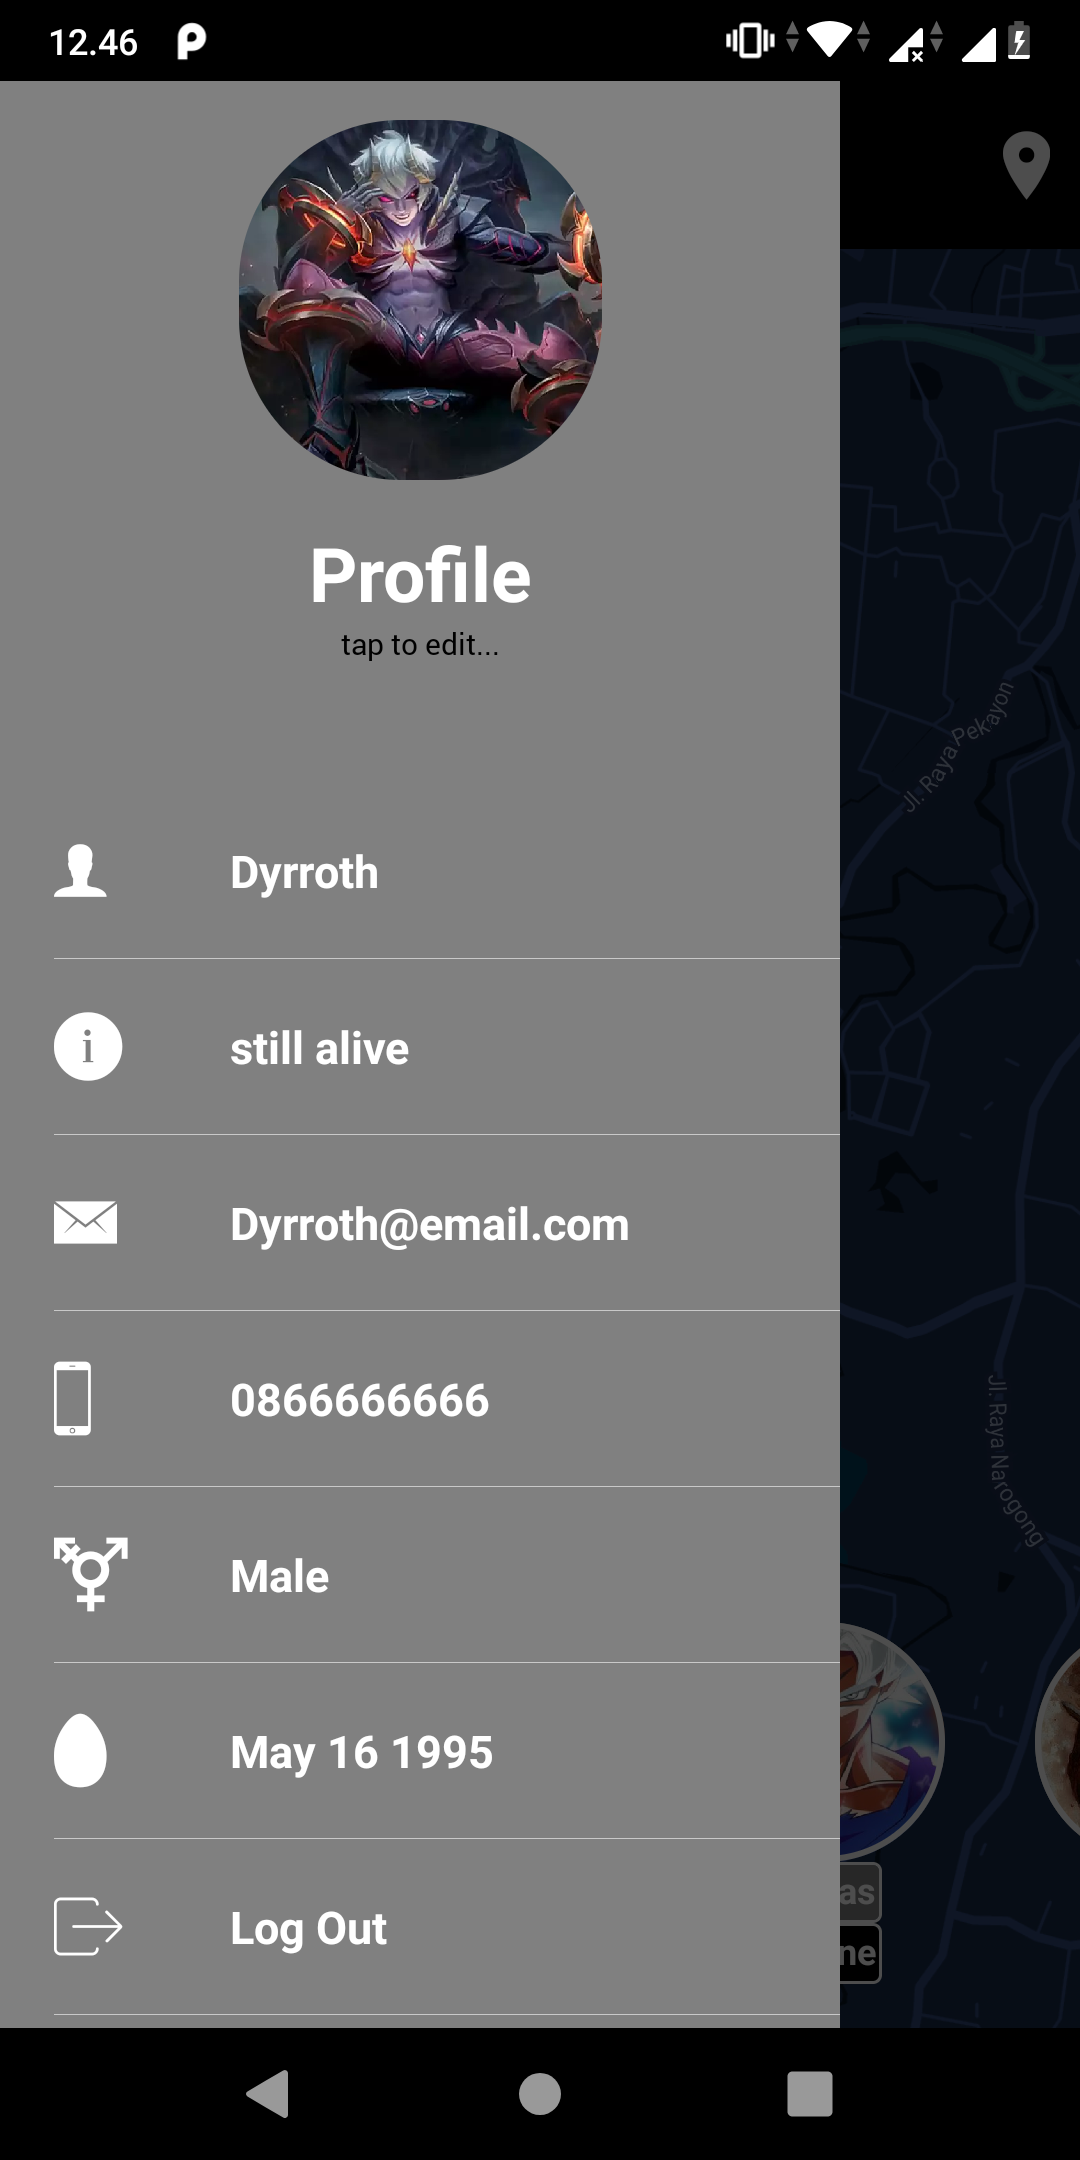 12.46
Profile
tap to edit...
Dyrroth
still alive
Dyrroth@email.com
0866666666
Male
May 16 1995
Log Out
Jl. Raya Pekayon
Jl. Raya Narogong
as
ne